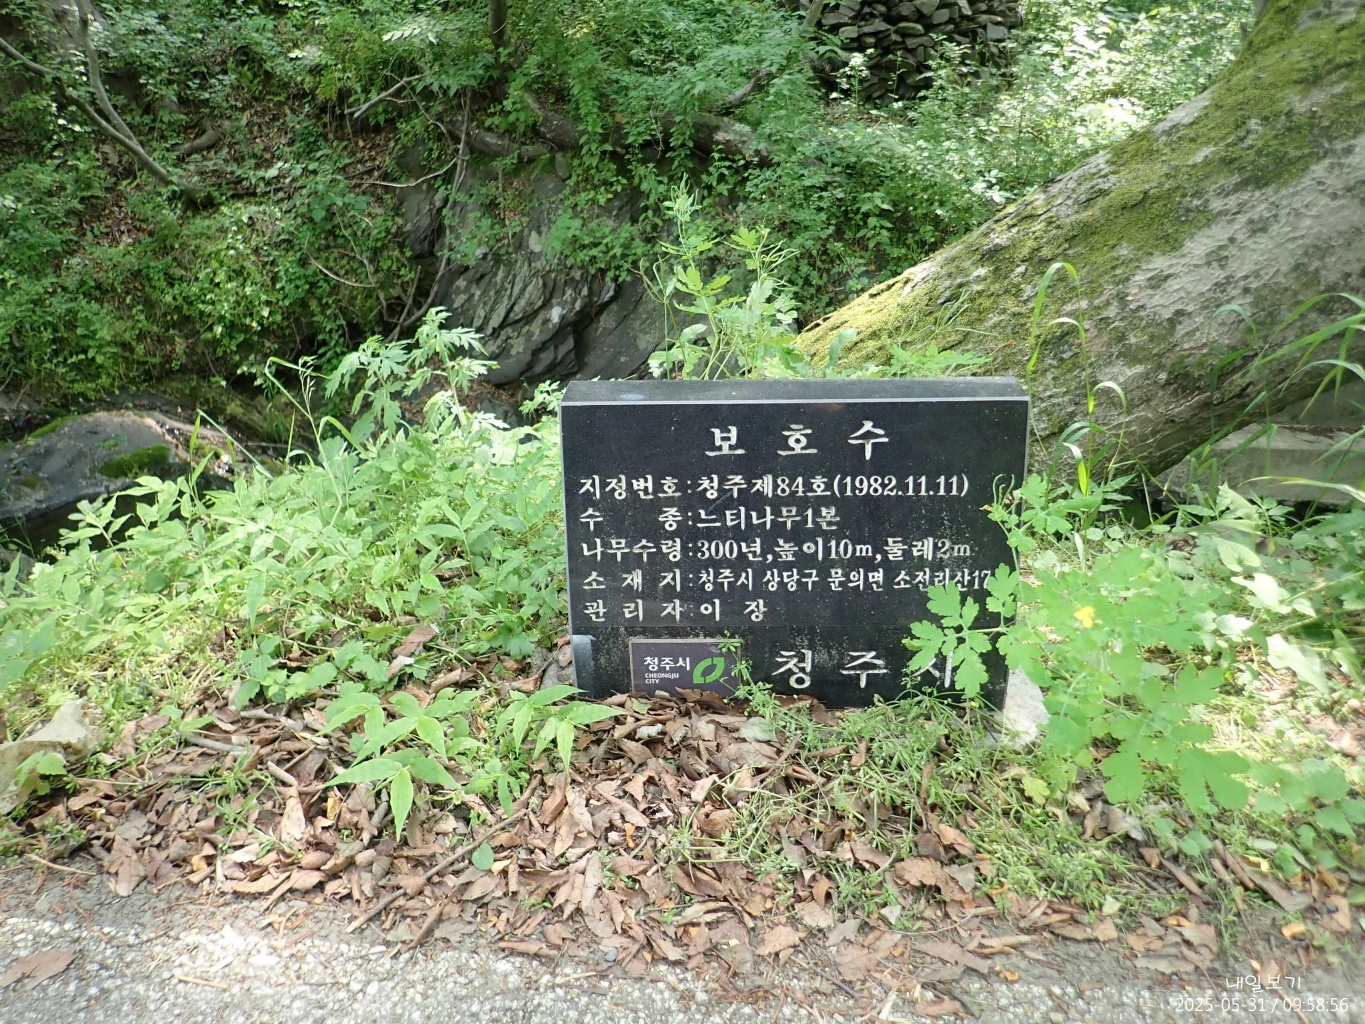 보호수
지정번호:청주제84호(1982.11.11)
수 종:느티나무1본
나무수령:300년,높이10m,둘레2m
소 재 지:청주시 상당구 문의면 소전리산17
관 리 자:이 장
청주시
CHEONGJU
CITY
청 주 시
내일보기
2025-05-31 / 09:58:56